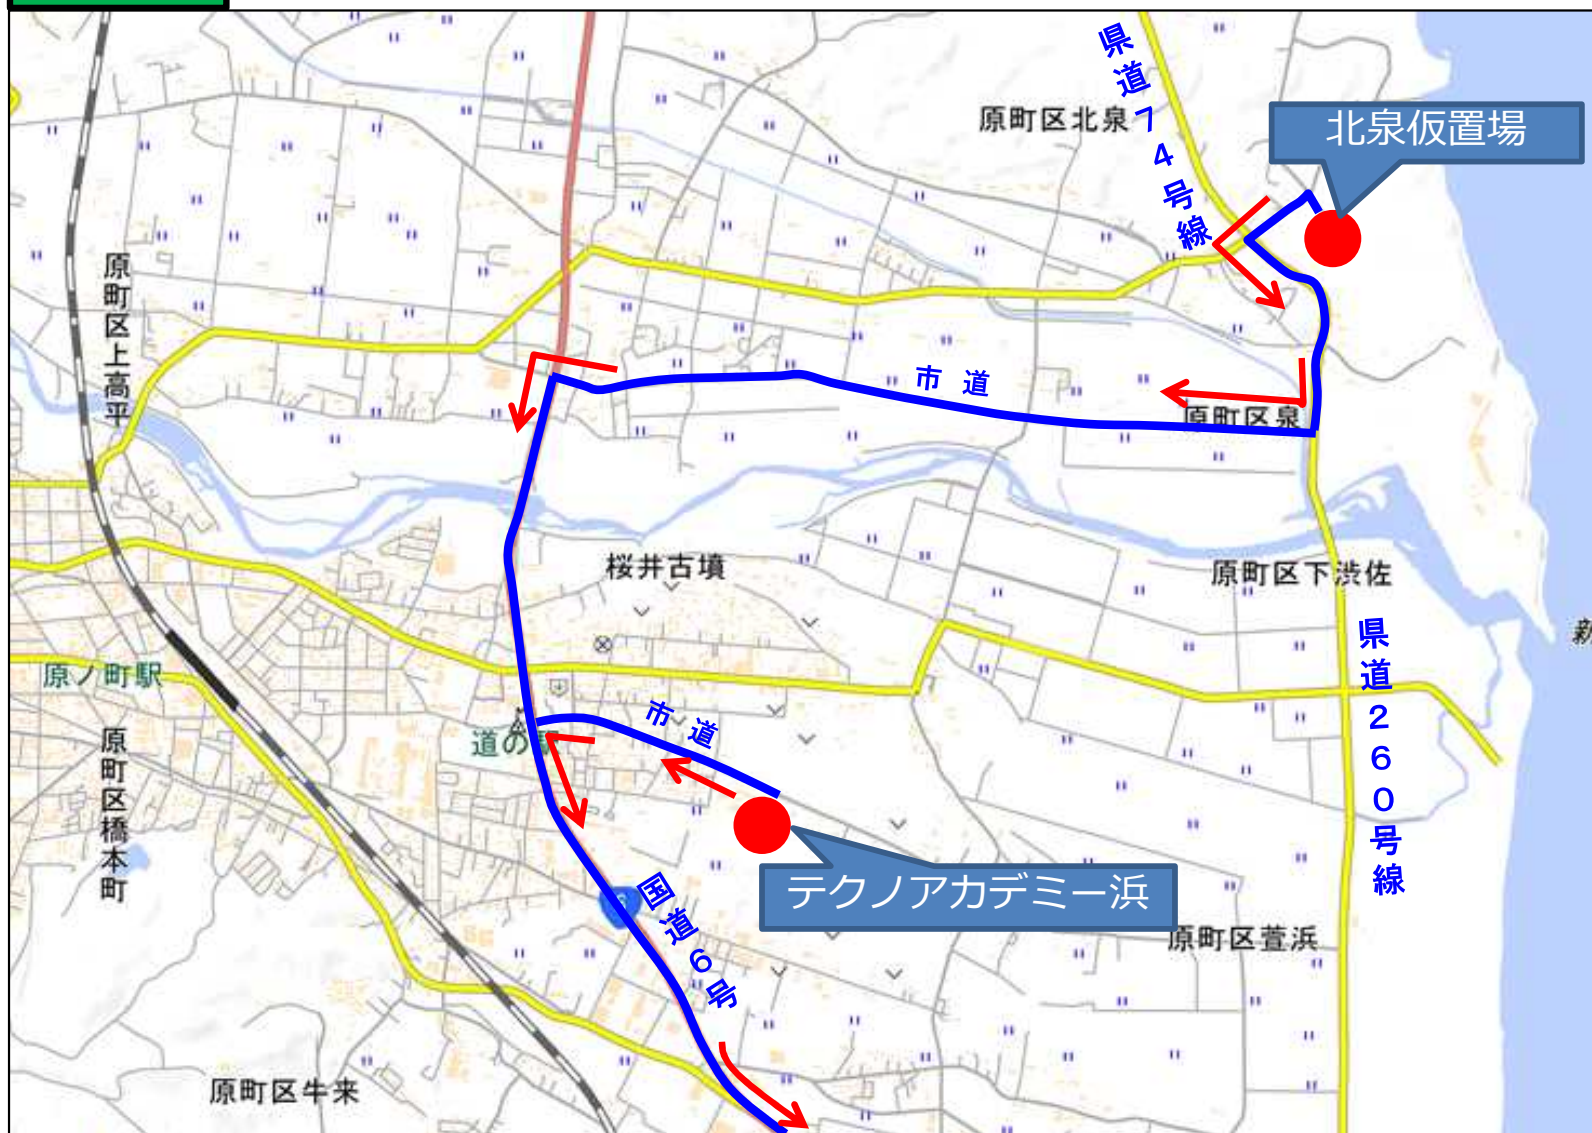 県道74号線
原町区北泉
北泉仮置場
原町区上高平
市道
原町区泉
桜井古墳
原町区下渋佐
新
県道260号線
原ノ町駅
市道
道の駅
原町区橋本町
テクノアカデミー浜
6
国道6号
原町区萱浜
原町区牛来